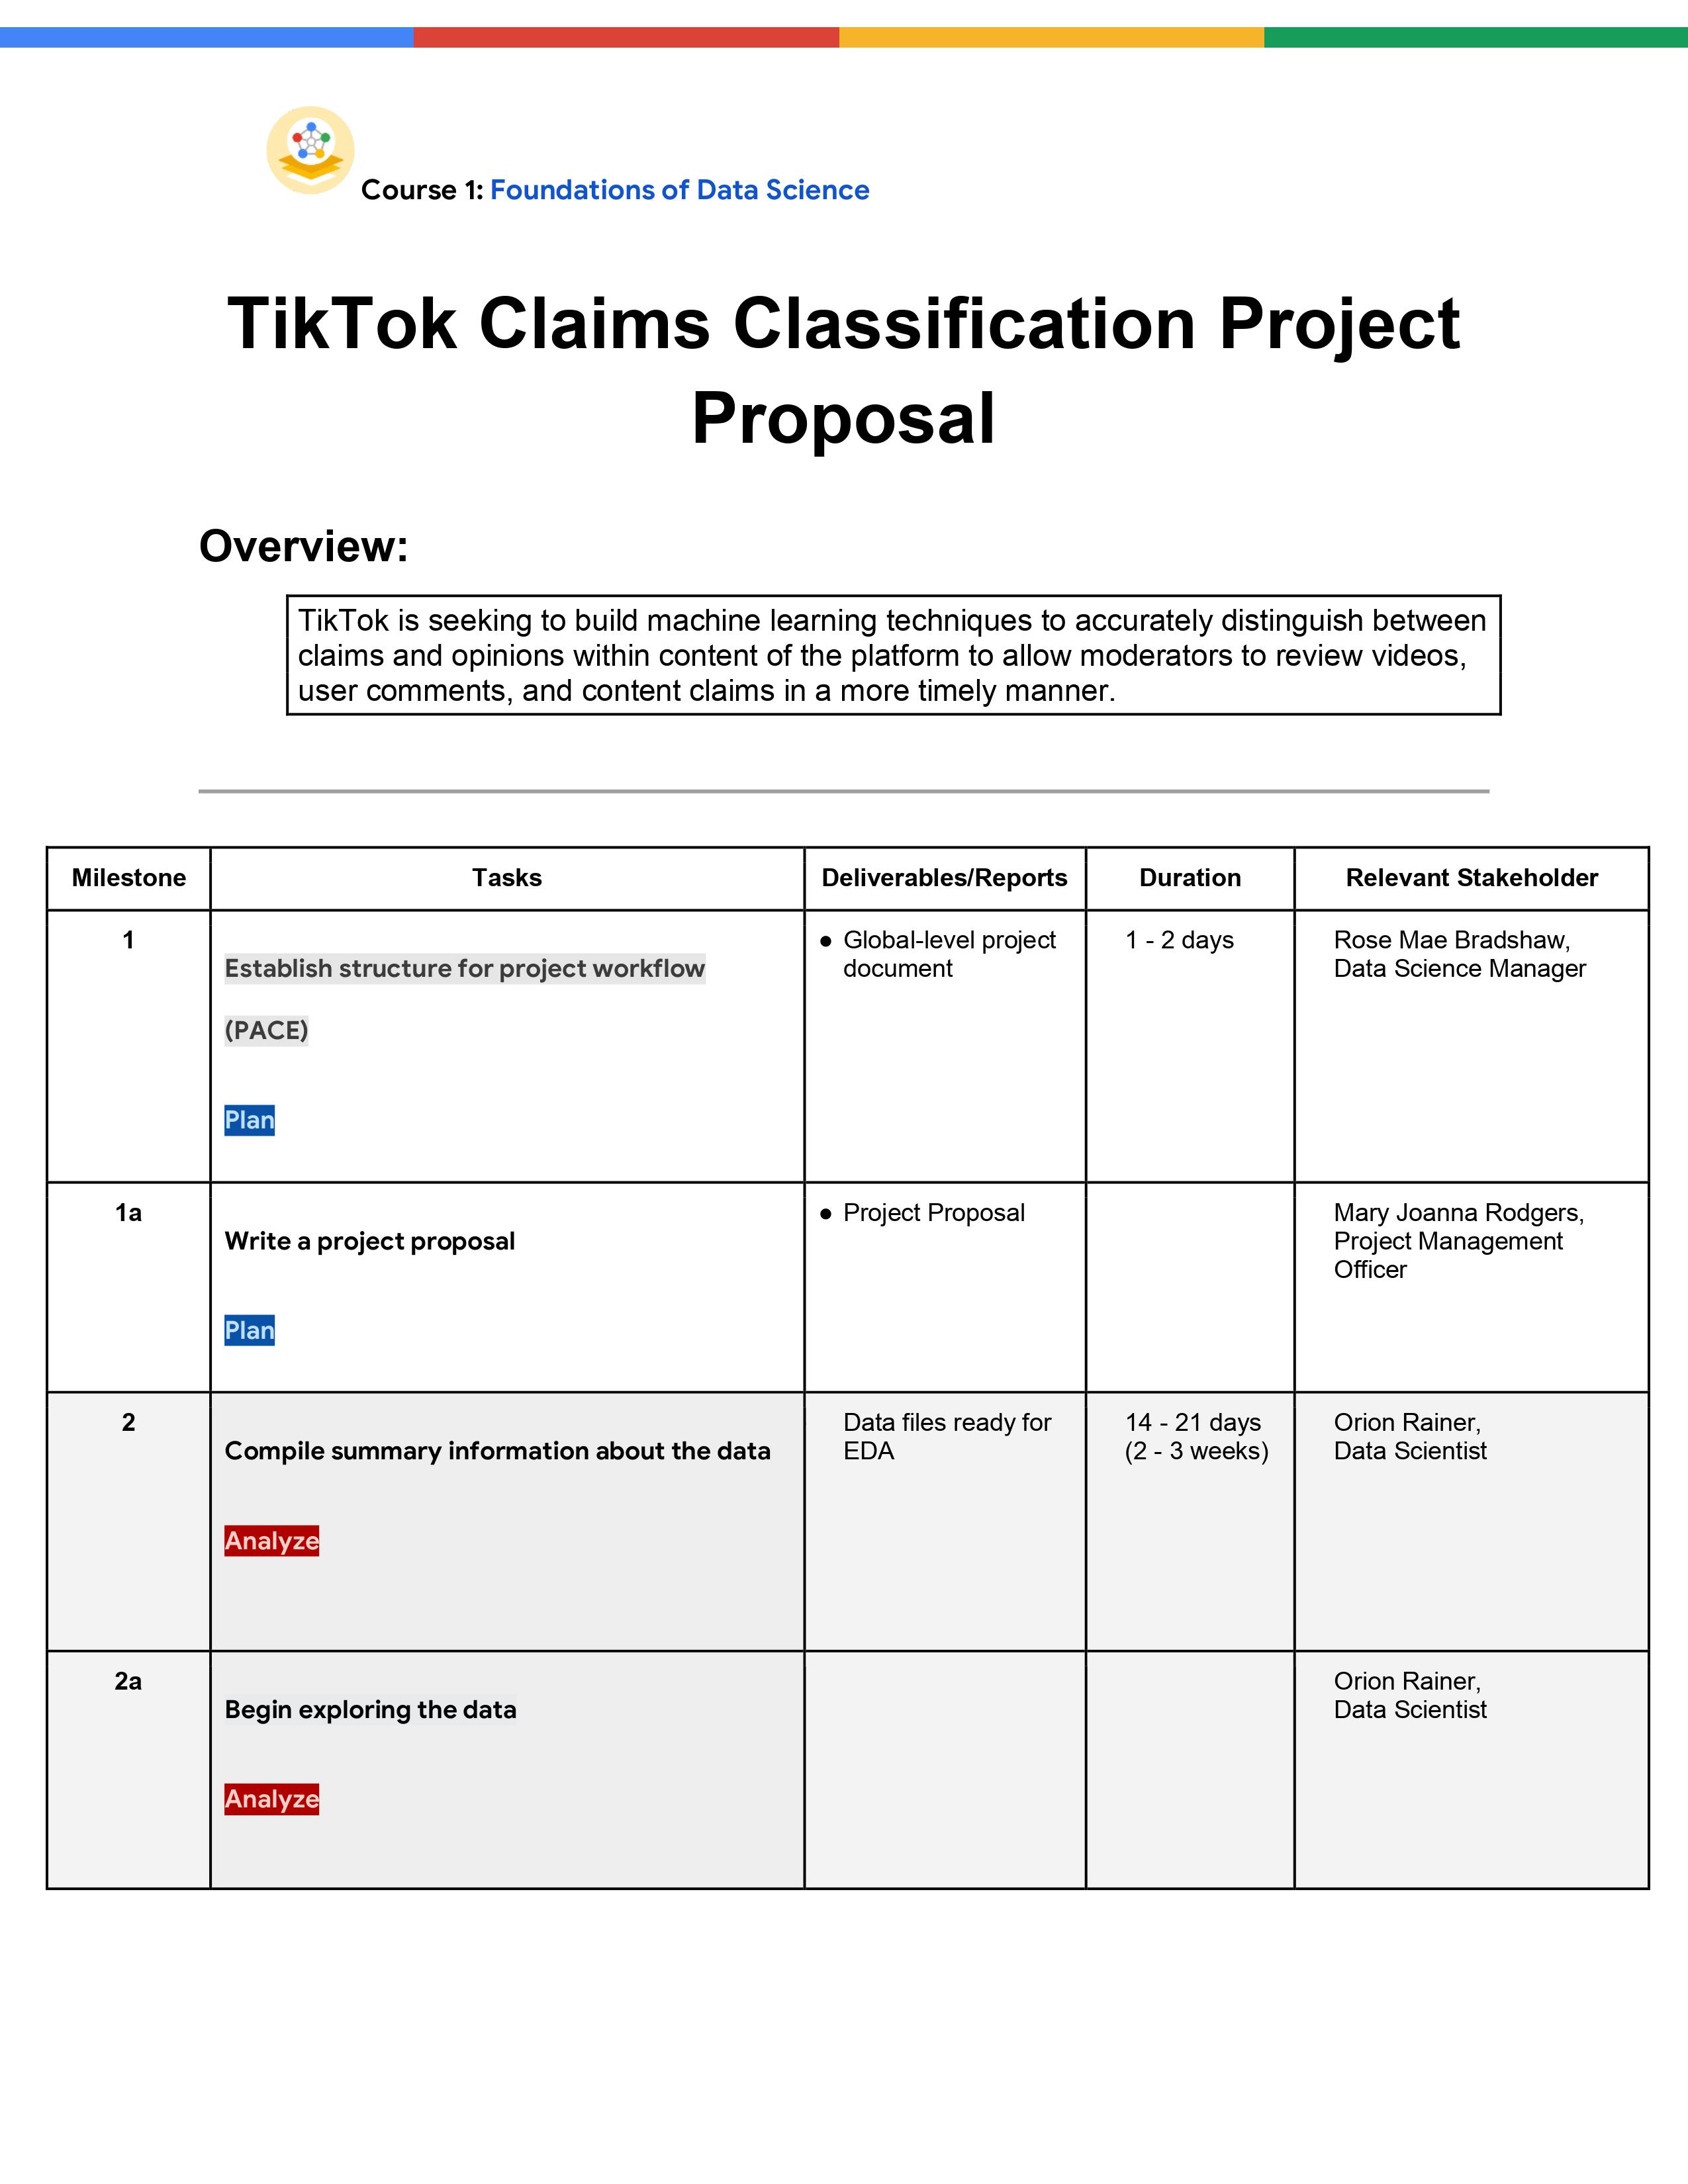 Course 1: Foundations of Data Science
TikTok Claims Classification Project
Proposal
Overview:
TikTok is seeking to build machine learning techniques to accurately distinguish between
claims and opinions within content of the platform to allow moderators to review videos,
user comments, and content claims in a more timely manner.
Milestone Tasks Deliverables/Reports Duration Relevant Stakeholder
1
Establish structure for project workflow
(PACE)
Plan
● Global-level project
document
1 - 2 days
Rose Mae Bradshaw,
Data Science Manager
1a
Write a project proposal
Plan
● Project Proposal
Mary Joanna Rodgers,
Project Management
Officer
2
Compile summary information about the data
Analyze
Data files ready for
EDA
14 - 21 days
(2 - 3 weeks)
Orion Rainer,
Data Scientist
2a
Begin exploring the data
Analyze
Orion Rainer,
Data Scientist